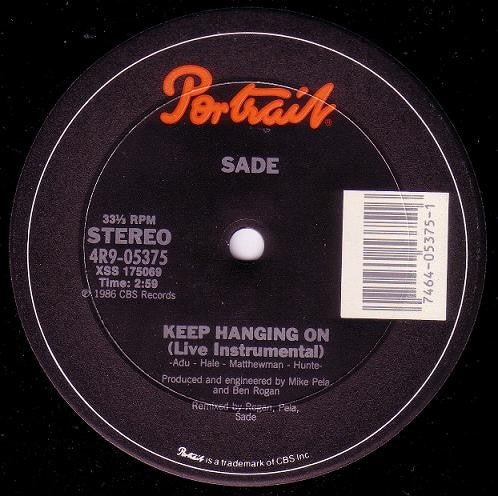 Portrait®
SADE
33⅓ RPM
STEREO
4R9-05375
XSS 175069
Time: 2:59
℗ 1986 CBS Records
7464-05375-1
KEEP HANGING ON
(Live Instrumental)
-Adu - Hale - Matthewman - Hunte-
Produced and engineered by Mike Pela
and Ben Rogan
Remixed by Rogan, Pela,
Sade
Portrait is a trademark of CBS Inc.